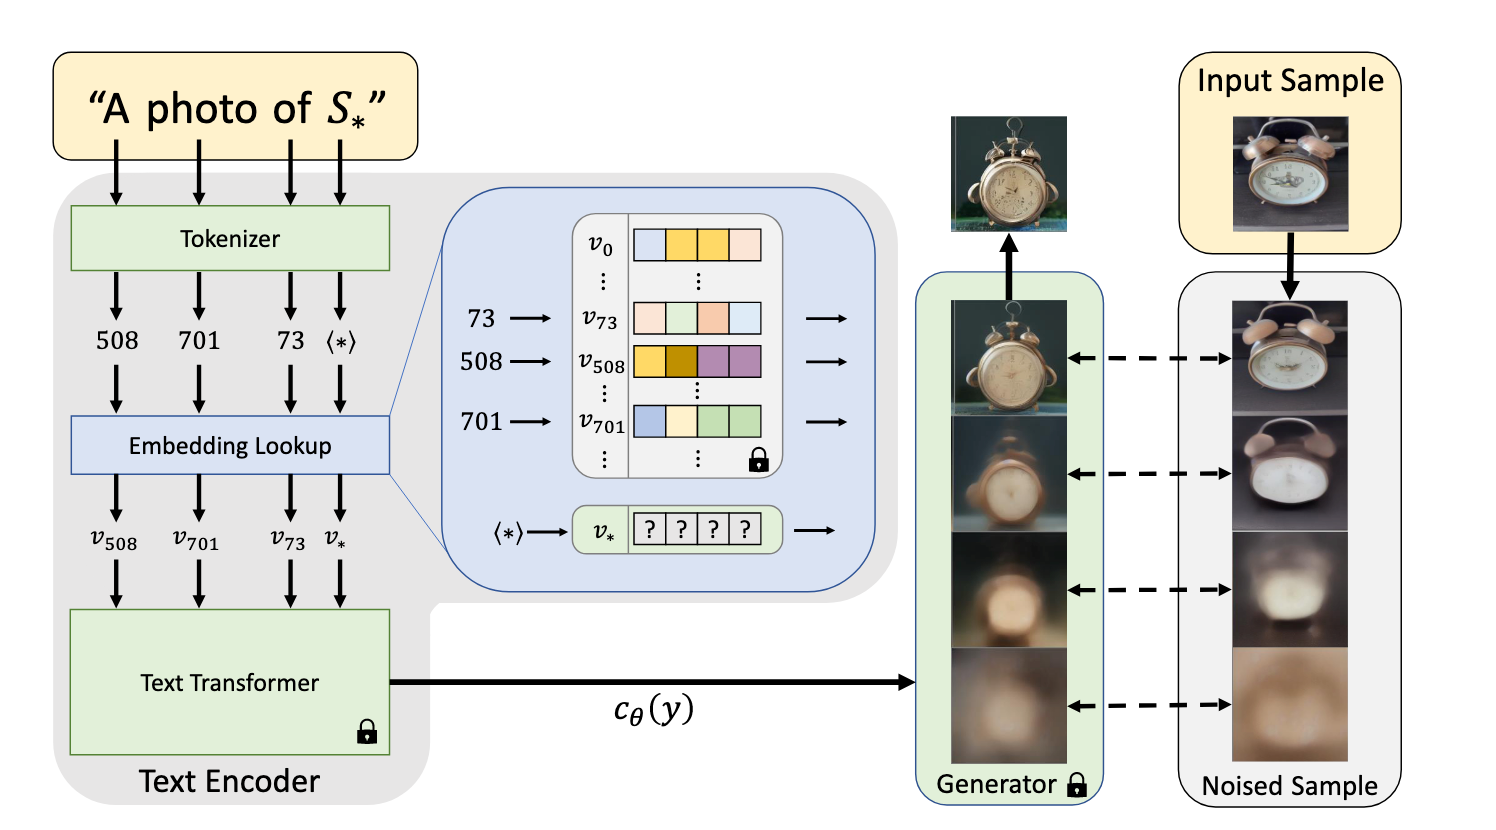 “A photo of S*”
Tokenizer
508 701 73 ⟨*⟩
Embedding Lookup
v508 v701 v73 v*
Text Transformer
Text Encoder
v0
⋮ ⋮
73 v73
508 v508
⋮ ⋮
701 v701
⋮ ⋮
⟨*⟩ v* ? ? ? ?
cθ(y)
Generator
Input Sample
Noised Sample